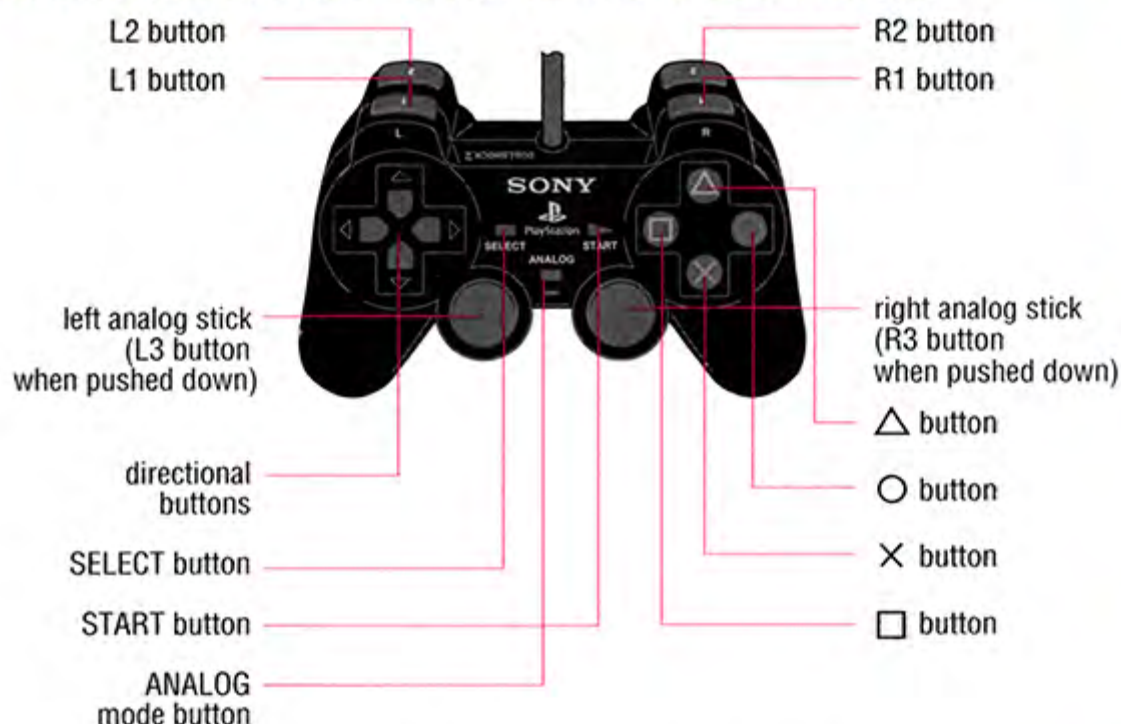 L2 button
L1 button
R2 button
R1 button
L
R
SONY
PlayStation
SELECT
START
ANALOG
left analog stick
(L3 button
when pushed down)
right analog stick
(R3 button
when pushed down)
△ button
directional
buttons
○ button
SELECT button
✕ button
START button
□ button
ANALOG
mode button